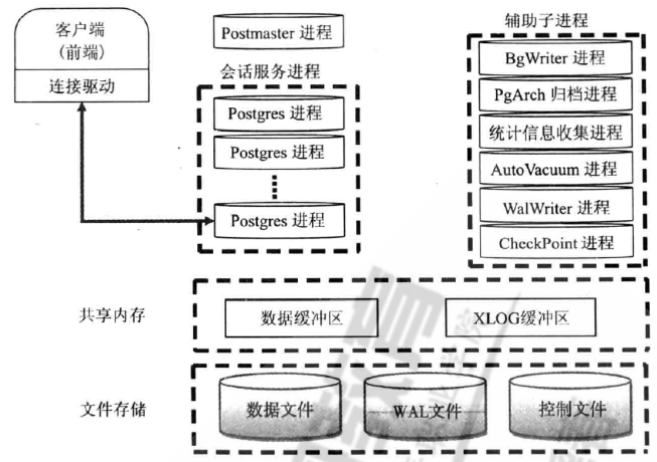 客户端
(前端)
连接驱动
Postmaster 进程
会话服务进程
Postgres 进程
Postgres 进程
Postgres 进程
辅助子进程
BgWriter 进程
PgArch 归档进程
统计信息收集进程
AutoVacuum 进程
WalWriter 进程
CheckPoint 进程
共享内存
数据缓冲区
XLOG缓冲区
文件存储
数据文件
WAL文件
控制文件